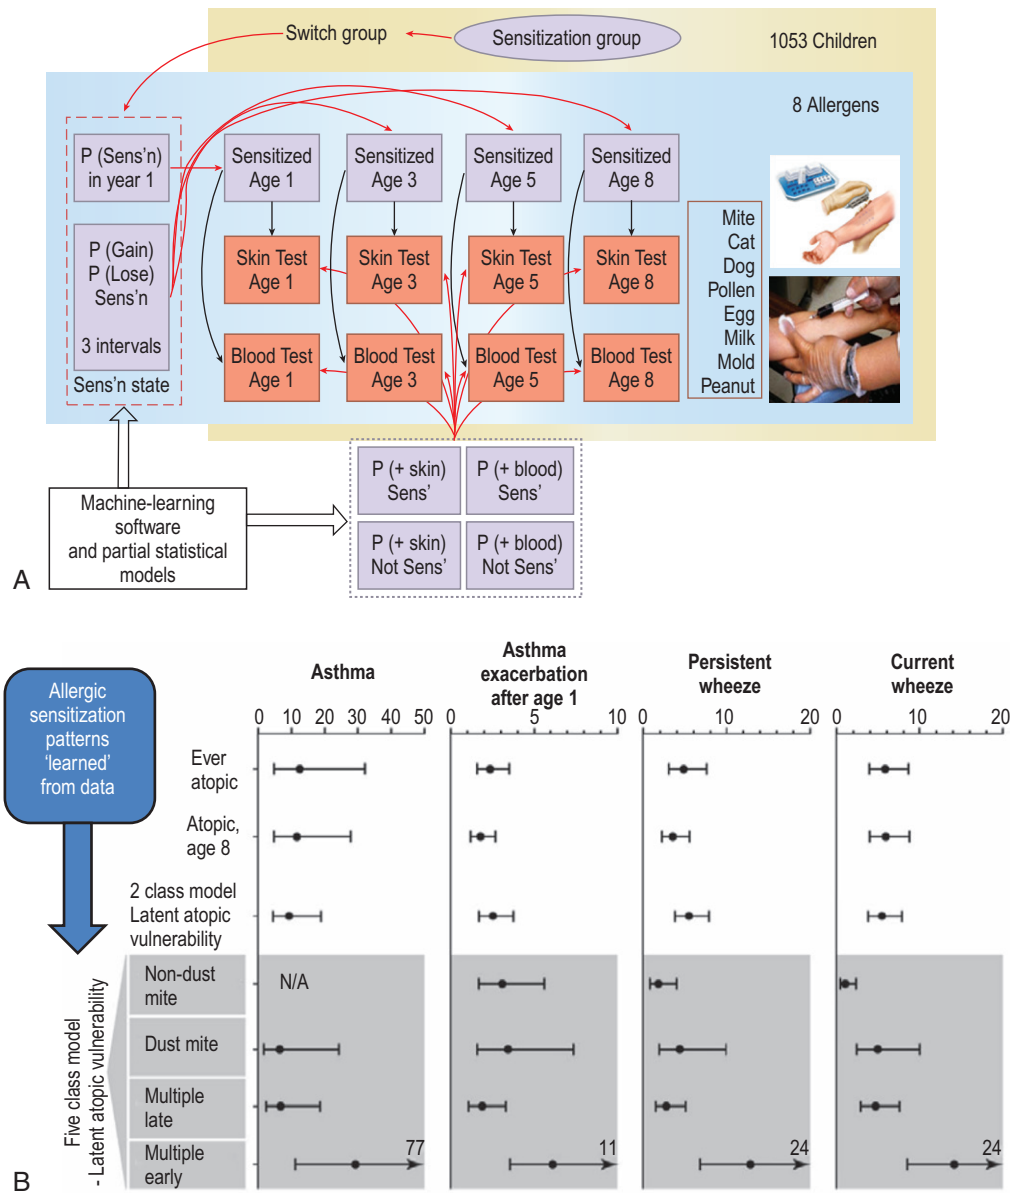 Switch group
Sensitization group
1053 Children
8 Allergens
P (Sens'n)
in year 1
Sensitized
Age 1
Sensitized
Age 3
Sensitized
Age 5
Sensitized
Age 8
P (Gain)
P (Lose)
Sens'n
3 intervals
Sens'n state
Skin Test
Age 1
Skin Test
Age 3
Skin Test
Age 5
Skin Test
Age 8
Blood Test
Age 1
Blood Test
Age 3
Blood Test
Age 5
Blood Test
Age 8
Mite
Cat
Dog
Pollen
Egg
Milk
Mold
Peanut
Machine-learning
software
and partial statistical
models
P (+ skin)
Sens'
P (+ blood)
Sens'
P (+ skin)
Not Sens'
P (+ blood)
Not Sens'
A
Allergic
sensitization
patterns
'learned'
from data
Asthma
Asthma
exacerbation
after age 1
Persistent
wheeze
Current
wheeze
0 10 20 30 40 50
0 5 10
0 10 20
0 10 20
Ever
atopic
Atopic,
age 8
2 class model
Latent atopic
vulnerability
Five class model
- Latent atopic vulnerability
Non-dust
mite
N/A
Dust mite
Multiple
late
Multiple
early
77
11
24
24
B